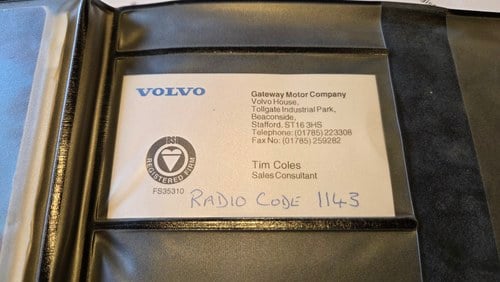 VOLVO
Gateway Motor Company
Volvo House,
Tollgate Industrial Park,
Beaconside,
Stafford. ST16 3HS
Telephone: (01785) 223308
Fax No: (01785) 259282
BSI
REGISTERED FIRM
FS35310
Tim Coles
Sales Consultant
RADIO CODE 1143